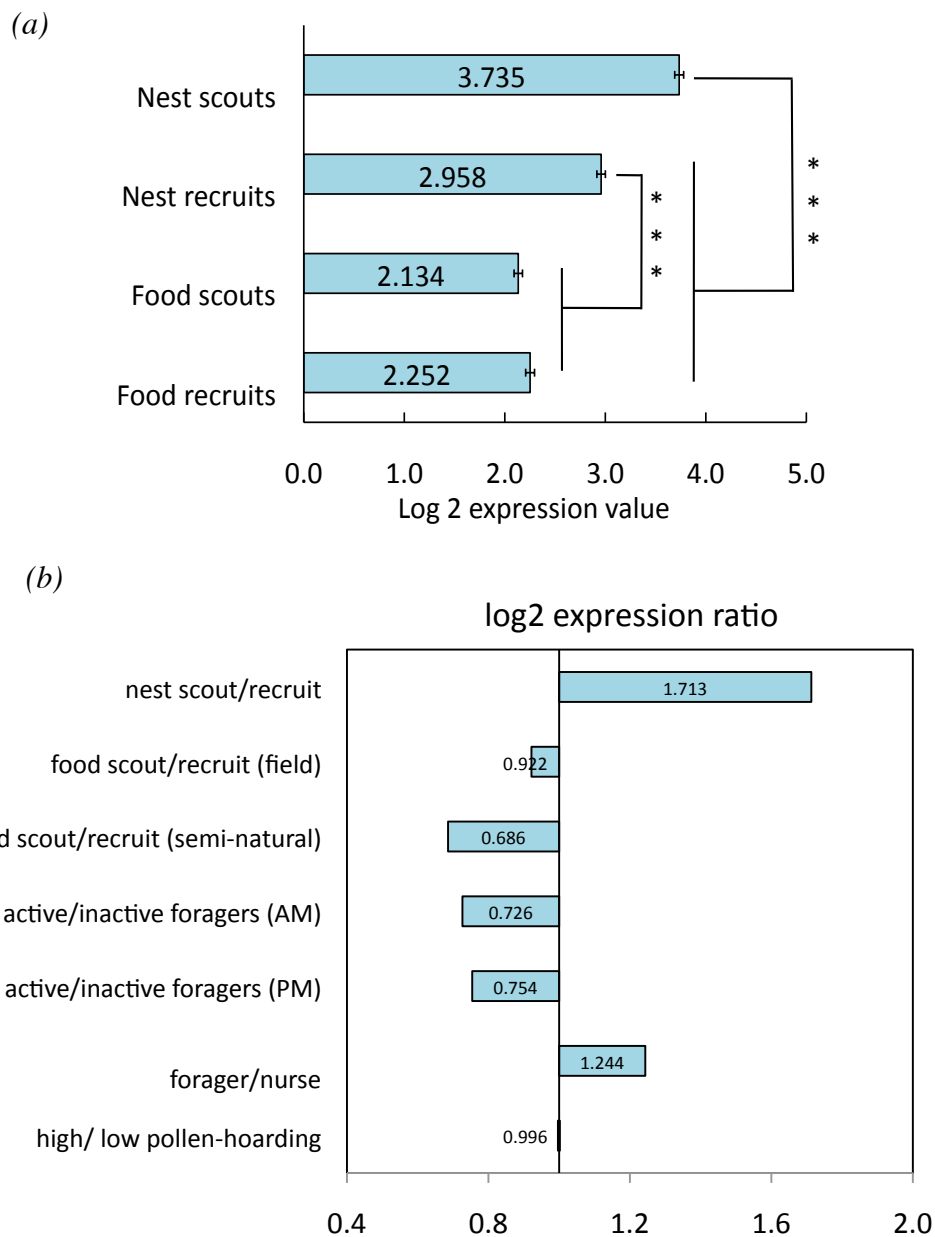 (a)
Nest scouts 3.735
Nest recruits 2.958
Food scouts 2.134
Food recruits 2.252
* * *
* * *
0.0 1.0 2.0 3.0 4.0 5.0
Log 2 expression value
(b)
log2 expression ratio
nest scout/recruit 1.713
food scout/recruit (field) 0.922
d scout/recruit (semi-natural) 0.686
active/inactive foragers (AM) 0.726
active/inactive foragers (PM) 0.754
forager/nurse 1.244
high/ low pollen-hoarding 0.996
0.4 0.8 1.2 1.6 2.0